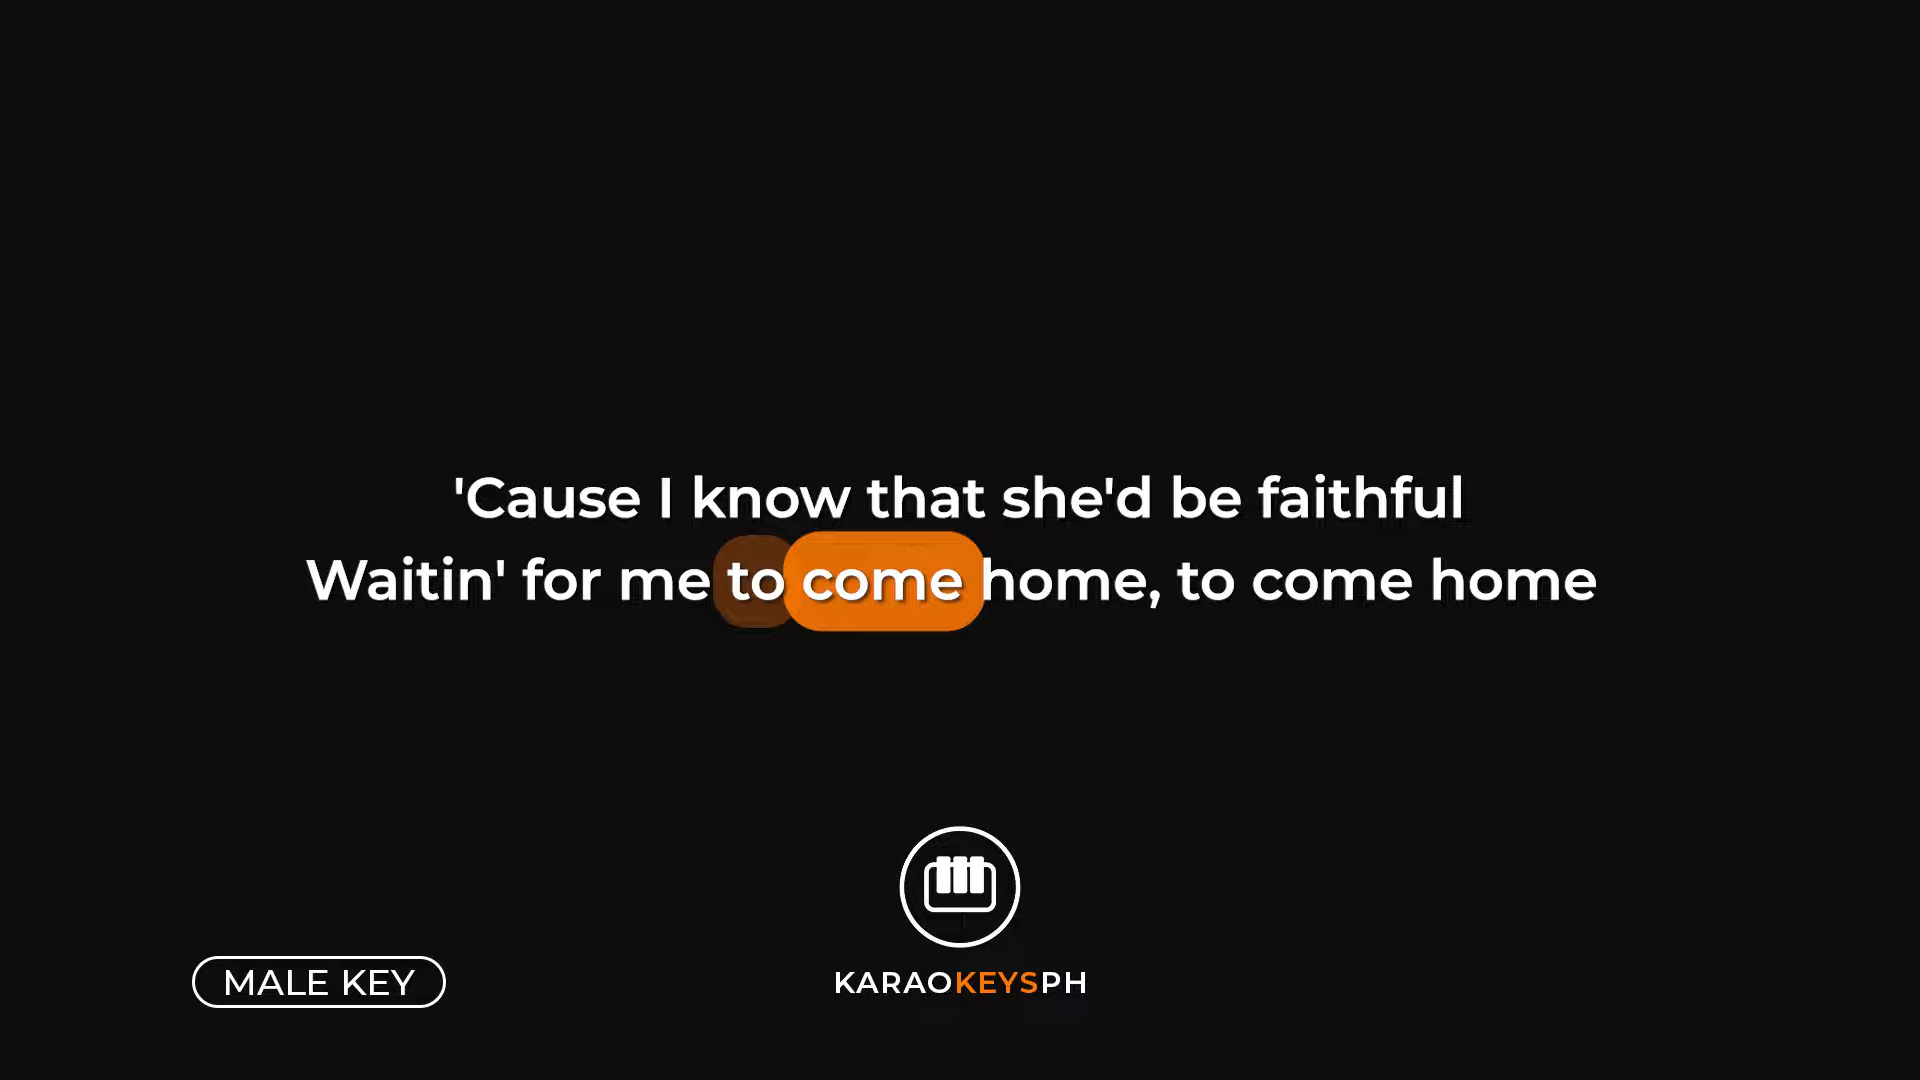 'Cause I know that she'd be faithful
Waitin' for me to come home, to come home
MALE KEY
KARAOKEYSPH